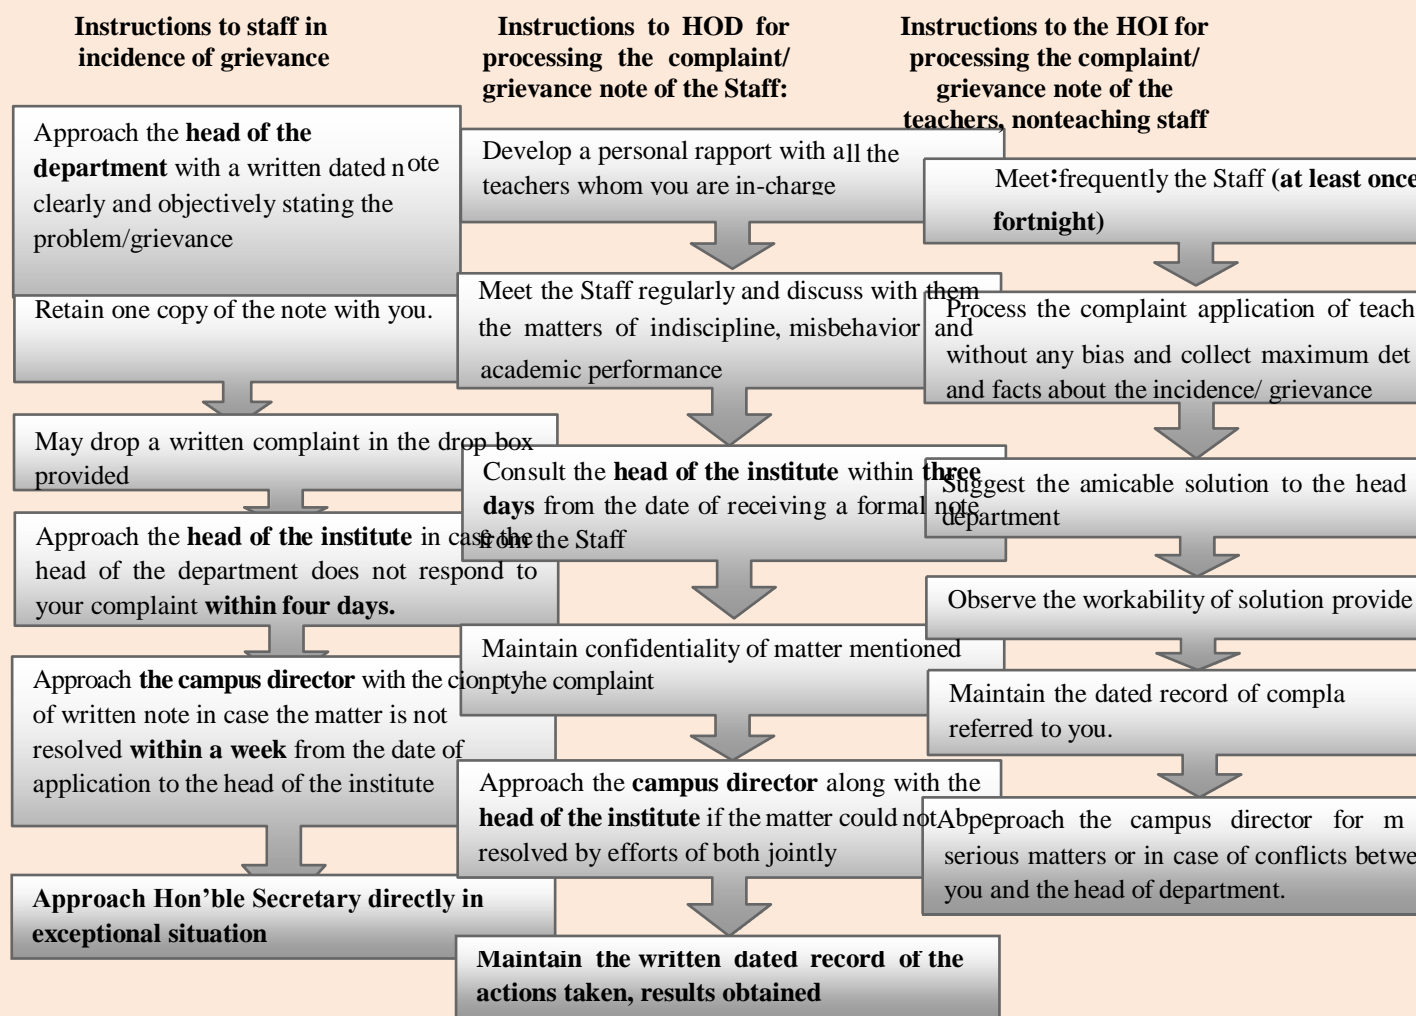 Instructions to staff in
incidence of grievance
Approach the head of the
department with a written dated note
clearly and objectively stating the
problem/grievance
Retain one copy of the note with you.
May drop a written complaint in the drop box
provided
Approach the head of the institute in case the
head of the department does not respond to
your complaint within four days.
Approach the campus director with the copy
of written note in case the matter is not
resolved within a week from the date of
application to the head of the institute
Approach Hon’ble Secretary directly in
exceptional situation
Instructions to HOD for
processing the complaint/
grievance note of the Staff:
Develop a personal rapport with all the
teachers whom you are in-charge
Meet the Staff regularly and discuss with them
the matters of indiscipline, misbehavior and
academic performance
Consult the head of the institute within three
days from the date of receiving a formal note
from the Staff
Maintain confidentiality of matter mentioned
in the complaint
Approach the campus director along with the
head of the institute if the matter could not be
resolved by efforts of both jointly
Maintain the written dated record of the
actions taken, results obtained
Instructions to the HOI for
processing the complaint/
grievance note of the
teachers, nonteaching staff
:
Meet frequently the Staff (at least once
fortnight)
Process the complaint application of teach
without any bias and collect maximum det
and facts about the incidence/ grievance
Suggest the amicable solution to the head
department
Observe the workability of solution provide
Maintain the dated record of compla
referred to you.
Approach the campus director for m
serious matters or in case of conflicts betwe
you and the head of department.